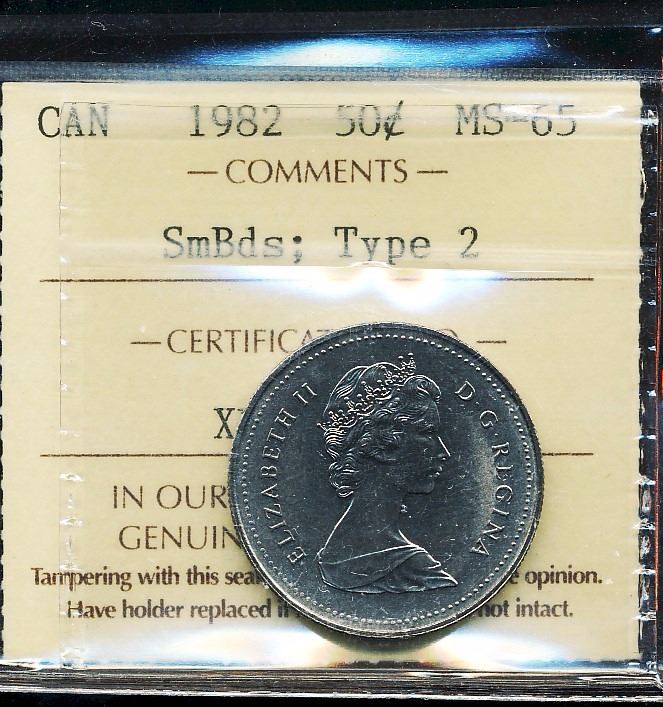 CAN 1982 50¢ MS-65
— COMMENTS —
SmBds; Type 2
— CERTIFICA O —
X
IN OUR
GENUIN
Tampering with this seal e opinion.
Have holder replaced i not intact.
ELIZABETH II D·G·REGINA